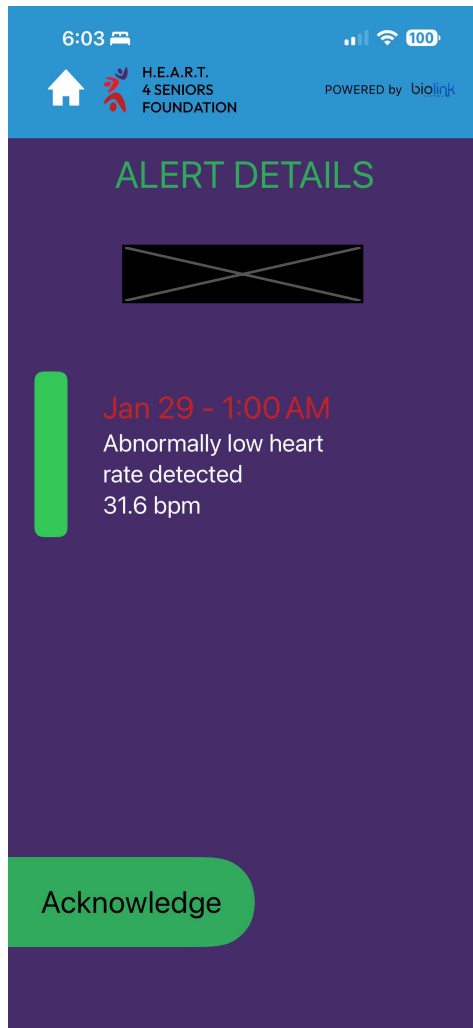 6:03
100
H.E.A.R.T.
4 SENIORS
FOUNDATION
POWERED by biolink
ALERT DETAILS
Jan 29 - 1:00 AM
Abnormally low heart
rate detected
31.6 bpm
Acknowledge